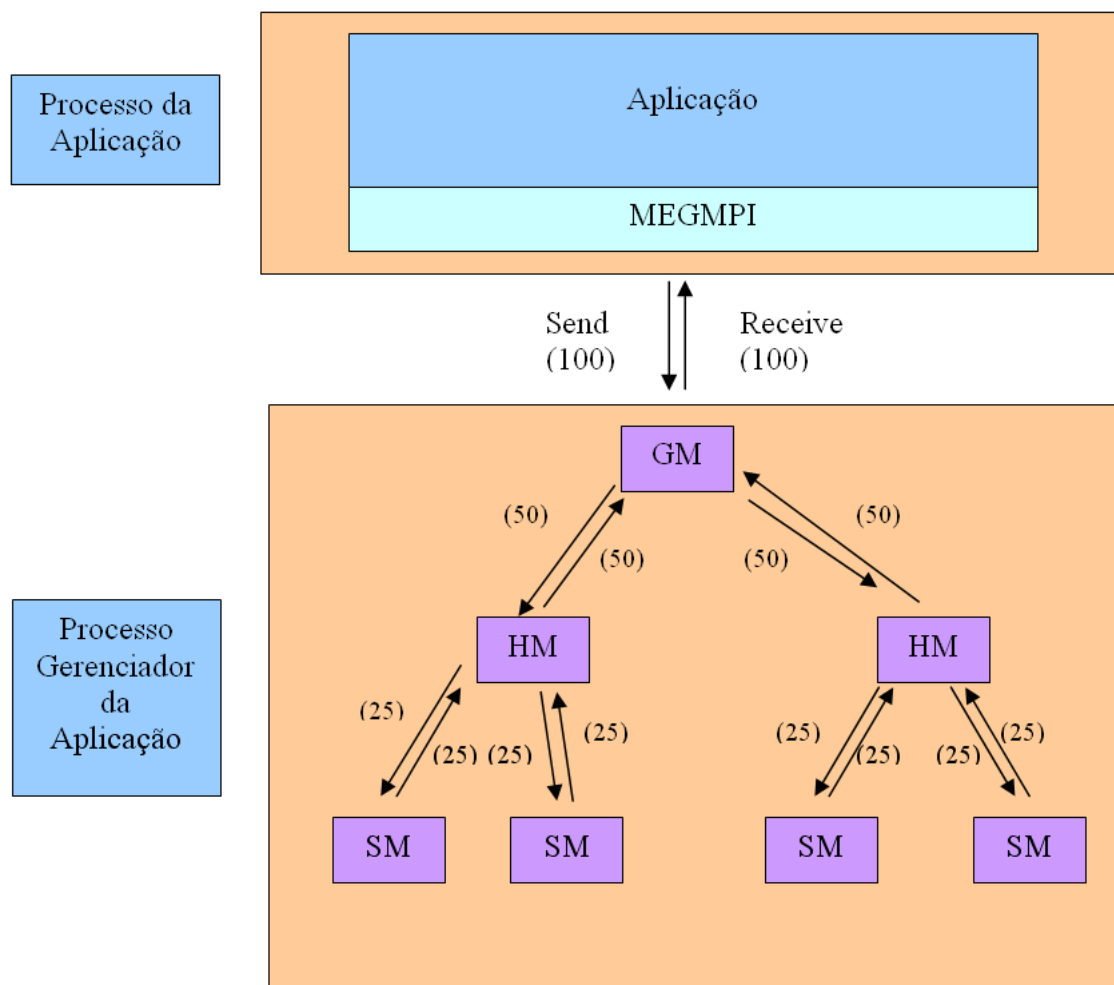 Processo da
Aplicação
Aplicação
MEGMPI
Send
(100)
Receive
(100)
GM
(50)
(50)
(50)
(50)
Processo
Gerenciador
da
Aplicação
HM
HM
(25)
(25)
(25)
(25)
(25)
(25)
(25)
(25)
SM
SM
SM
SM